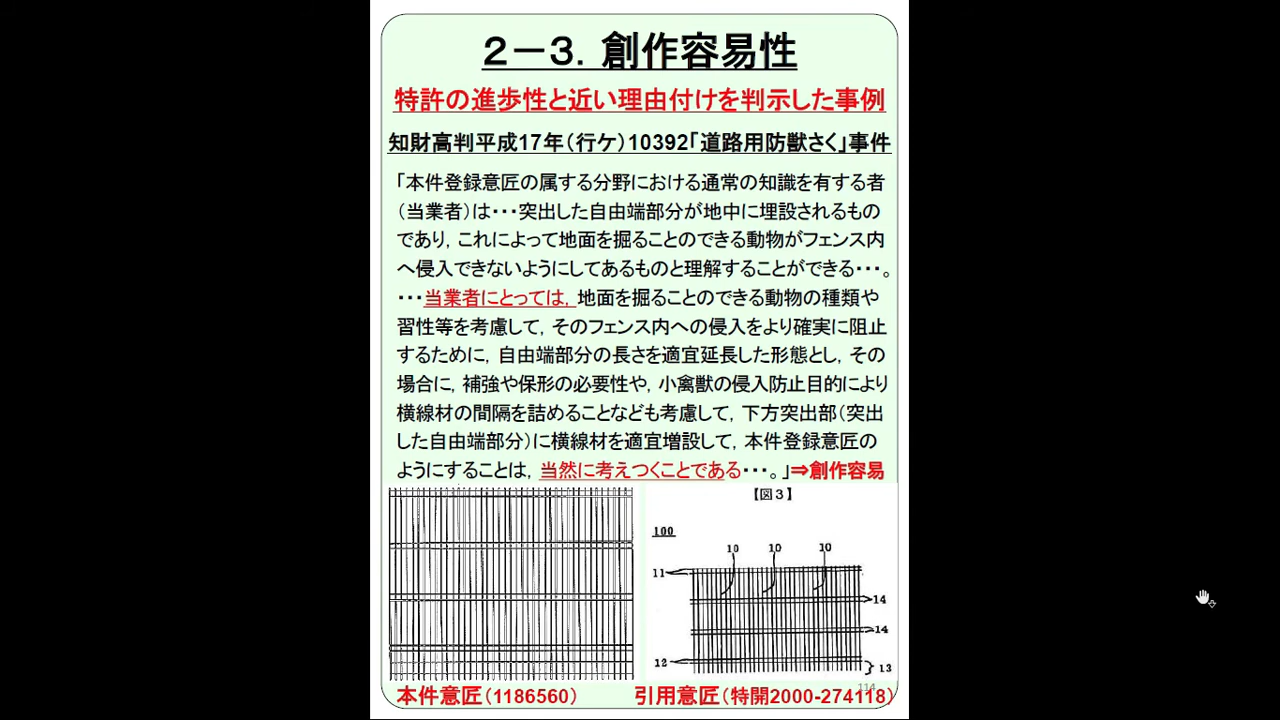 ２－３．創作容易性
特許の進歩性と近い理由付けを判示した事例
知財高判平成17年（行ケ）10392「道路用防獣さく」事件
「本件登録意匠の属する分野における通常の知識を有する者
（当業者）は・・・突出した自由端部分が地中に埋設されるもの
であり，これによって地面を掘ることのできる動物がフェンス内
へ侵入できないようにしてあるものと理解することができる・・・。
・・・当業者にとっては，地面を掘ることのできる動物の種類や
習性等を考慮して，そのフェンス内への侵入をより確実に阻止
するために，自由端部分の長さを適宜延長した形態とし，その
場合に，補強や保形の必要性や，小禽獣の侵入防止目的により
横線材の間隔を詰めることなども考慮して，下方突出部（突出
した自由端部分）に横線材を適宜増設して，本件登録意匠の
ようにすることは，当然に考えつくことである・・・。」⇒創作容易
【図３】
100
10 10 10
11
14
14
12
13
114
本件意匠（1186560） 引用意匠（特開2000-274118）